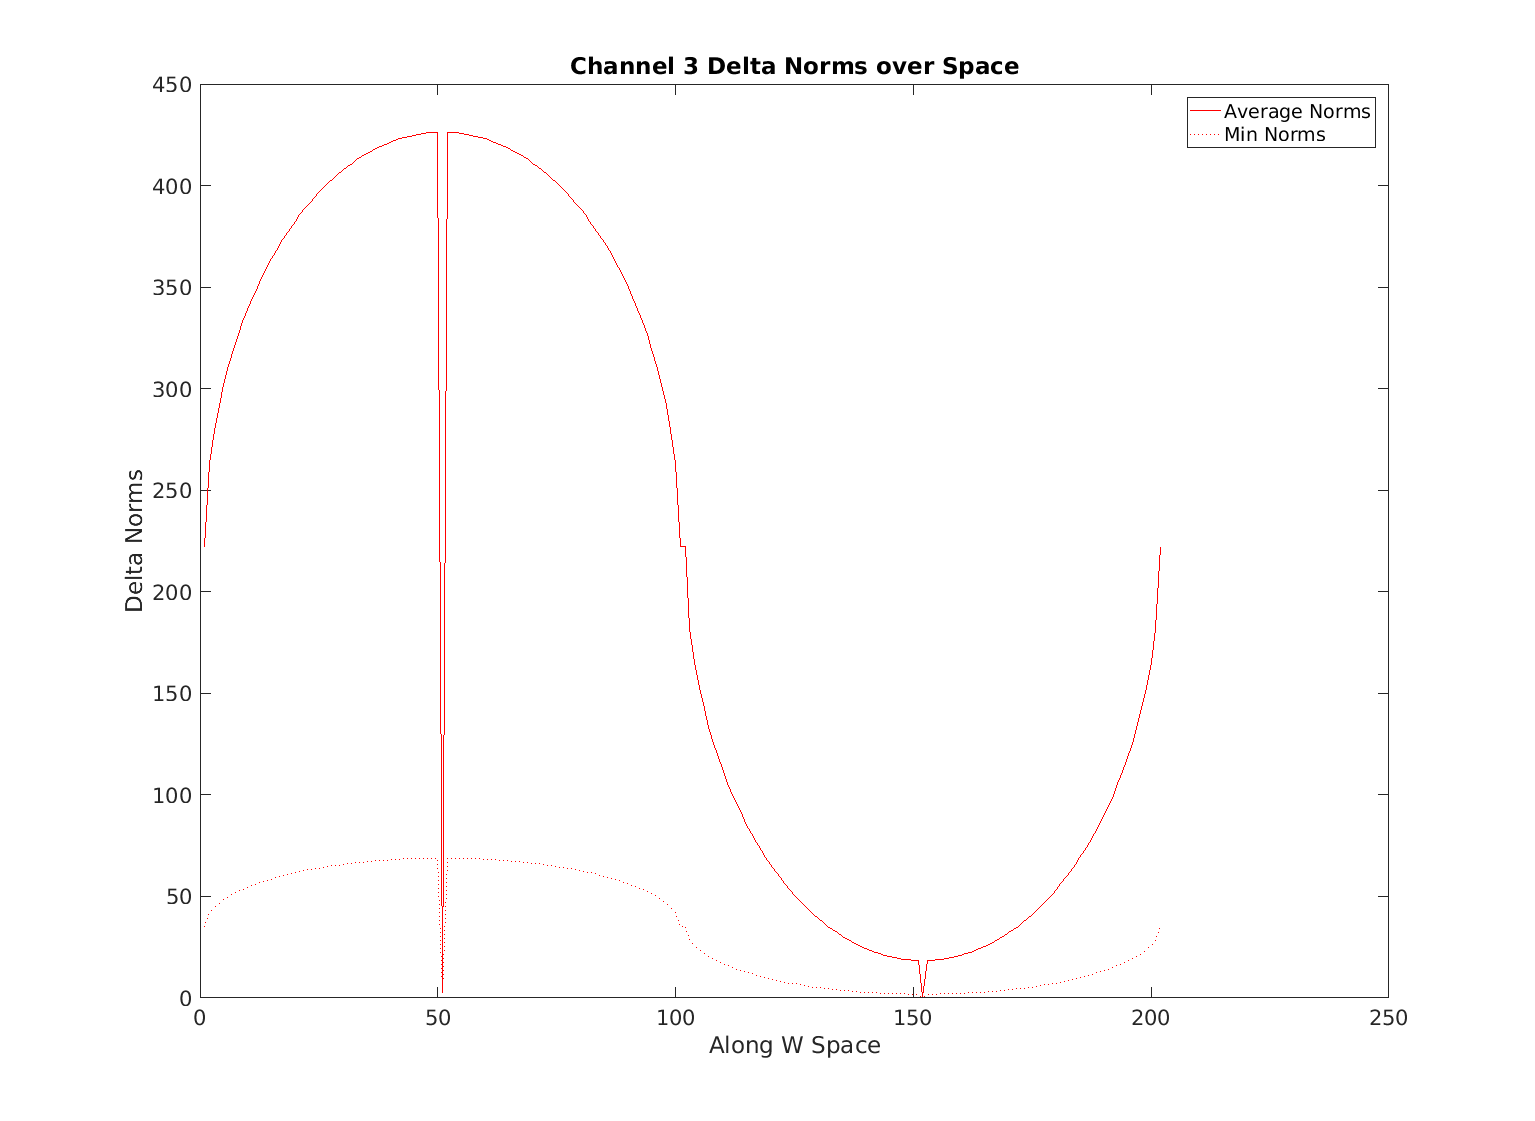 Channel 3 Delta Norms over Space
Average Norms
Min Norms
Delta Norms
450
400
350
300
250
200
150
100
50
0
0 50 100 150 200 250
Along W Space